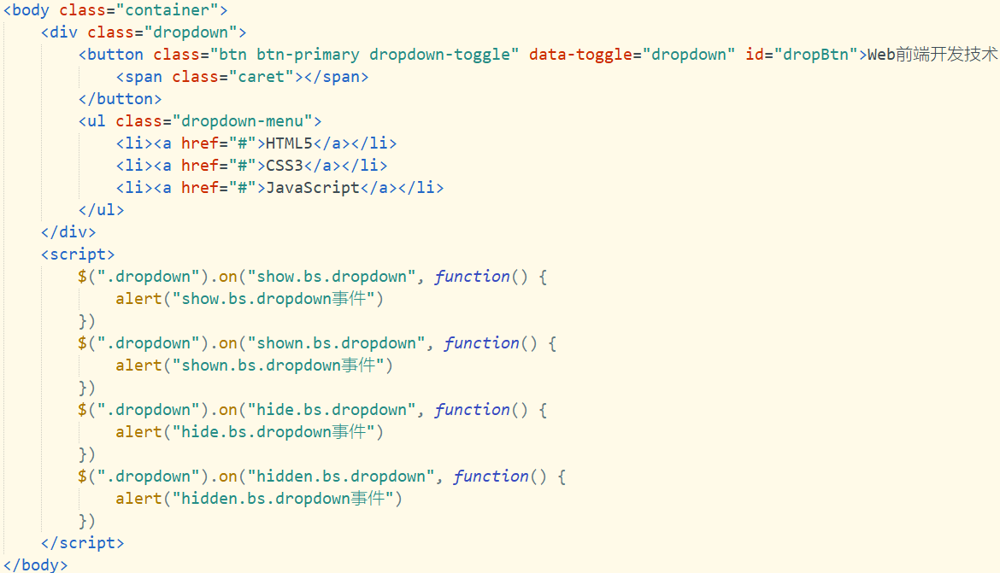 <body class="container">
    <div class="dropdown">
        <button class="btn btn-primary dropdown-toggle" data-toggle="dropdown" id="dropBtn">Web前端开发技术
            <span class="caret"></span>
        </button>
        <ul class="dropdown-menu">
            <li><a href="#">HTML5</a></li>
            <li><a href="#">CSS3</a></li>
            <li><a href="#">JavaScript</a></li>
        </ul>
    </div>
    <script>
        $(".dropdown").on("show.bs.dropdown", function() {
            alert("show.bs.dropdown事件")
        })
        $(".dropdown").on("shown.bs.dropdown", function() {
            alert("shown.bs.dropdown事件")
        })
        $(".dropdown").on("hide.bs.dropdown", function() {
            alert("hide.bs.dropdown事件")
        })
        $(".dropdown").on("hidden.bs.dropdown", function() {
            alert("hidden.bs.dropdown事件")
        })
    </script>
</body>